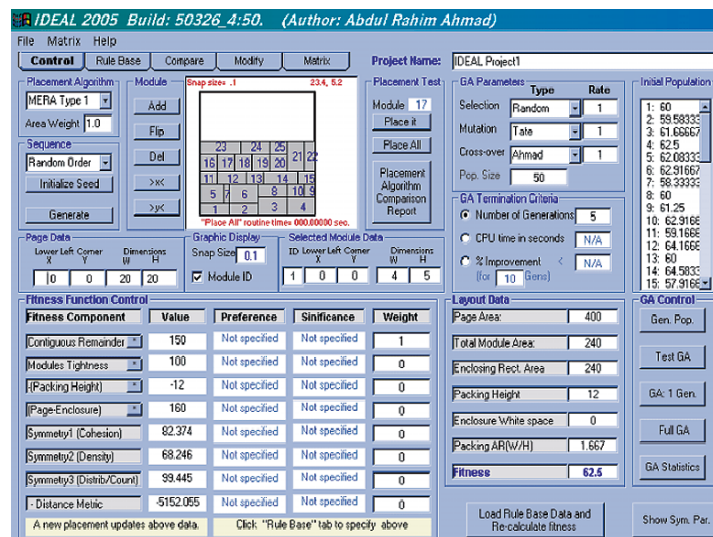 IDEAL 2005 Build: 50326_4:50. (Author: Abdul Rahim Ahmad)
File Matrix Help
Control Rule Base Compare Modify Matrix Project Name: IDEAL Project1
Placement Algorithm
MERA Type 1
Area Weight 1.0
Sequence
Random Order
Initialize Seed
Generate
Module
Add
Flip
Del
>x<
>y<
Snap size= .1 23.4, 5.2
23 24 25
16 17 18 19 20 21 22
11 12 13 14 15
5 7 6 8 10 9
1 2 3 4
"Place All" routine time= 000.00000 sec.
Placement Test
Module 17
Place it
Place All
Placement
Algorithm
Comparison
Report
GA Parameters
Type Rate
Selection Random 1
Mutation Tate 1
Cross-over Ahmad 1
Pop. Size 50
GA Termination Criteria
Number of Generations 5
CPU time in seconds N/A
% Improvement < N/A
(for 10 Gens)
Initial Population
1: 60
2: 59.58333
3: 61.66667
4: 62.5
5: 62.08333
6: 62.91667
7: 58.33333
8: 60
9: 61.25
10: 62.9166
11: 59.1666
12: 64.1666
13: 60
14: 64.5833
15: 57.9166
Page Data
Lower Left Corner Dimensions
X Y W H
0 0 20 20
Graphic Display
Snap Size 0.1
Module ID
Selected Module Data
ID Lower Left Corner Dimensions
X Y W H
1 0 0 4 5
Fitness Function Control
Fitness Component Value Preference Sinificance Weight
Contiguous Remainder 150 Not specified Not specified 1
Modules Tightness 100 Not specified Not specified 0
-(Packing Height) -12 Not specified Not specified 0
(Page-Enclosure) 160 Not specified Not specified 0
Symmetry1 (Cohesion) 82.374 Not specified Not specified 0
Symmetry2 (Density) 68.246 Not specified Not specified 0
Symmetry3 (Distrib/Count) 99.445 Not specified Not specified 0
- Distance Metric -5152.055 Not specified Not specified 0
A new placement updates above data. Click "Rule Base" tab to specify above
Layout Data
Page Area: 400
Total Module Area: 240
Enclosing Rect. Area 240
Packing Height 12
Enclosure White space 0
Packing AR(W/H) 1.667
Fitness 62.5
Load Rule Base Data and
Re-calculate fitness
GA Control
Gen. Pop.
Test GA
GA: 1 Gen.
Full GA
GA Statistics
Show Sym. Par.